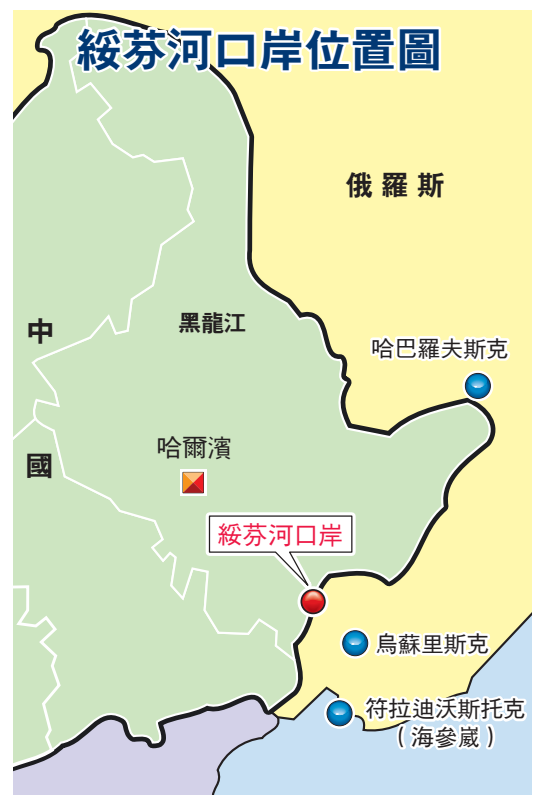 綏芬河口岸位置圖
俄羅斯
黑龍江
中
國
哈巴羅夫斯克
哈爾濱
綏芬河口岸
烏蘇里斯克
符拉迪沃斯托克
(海參崴)